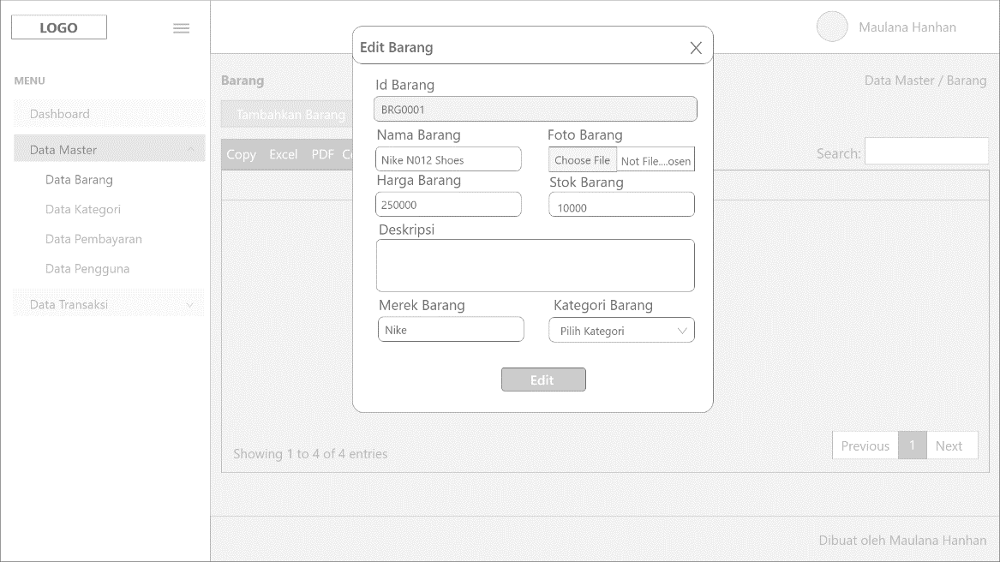 LOGO
Maulana Hanhan
MENU
Dashboard
Data Master
Data Barang
Data Kategori
Data Pembayaran
Data Pengguna
Data Transaksi
Barang
Data Master / Barang
Tambahkan Barang
Copy Excel PDF
Search:
Edit Barang
Id Barang
BRG0001
Nama Barang Foto Barang
Nike N012 Shoes Choose File Not File....osen
Harga Barang Stok Barang
250000 10000
Deskripsi
Merek Barang Kategori Barang
Nike Pilih Kategori
Edit
Showing 1 to 4 of 4 entries
Previous 1 Next
Dibuat oleh Maulana Hanhan